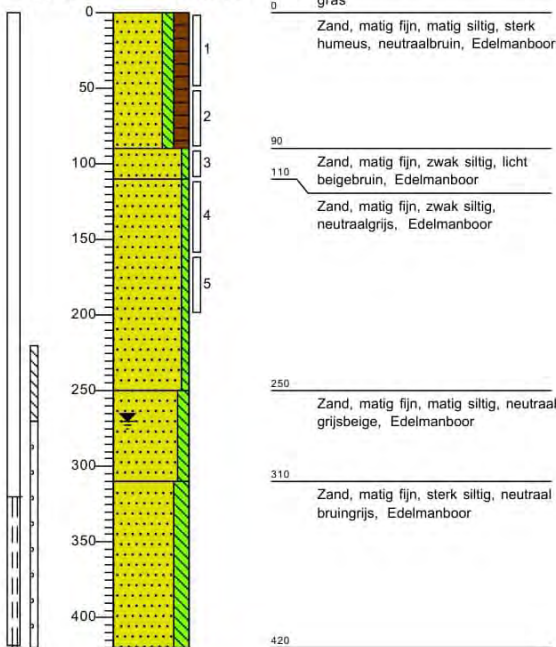 0
gras
0
Zand, matig fijn, matig siltig, sterk
humeus, neutraalbruin, Edelmanboor
1
50
2
90
100
3
Zand, matig fijn, zwak siltig, licht
beigebruin, Edelmanboor
110
4
Zand, matig fijn, zwak siltig,
neutraalgrijs, Edelmanboor
150
5
200
250
250
Zand, matig fijn, matig siltig, neutraal
grijsbeige, Edelmanboor
300
310
Zand, matig fijn, sterk siltig, neutraal
bruingrijs, Edelmanboor
350
400
420